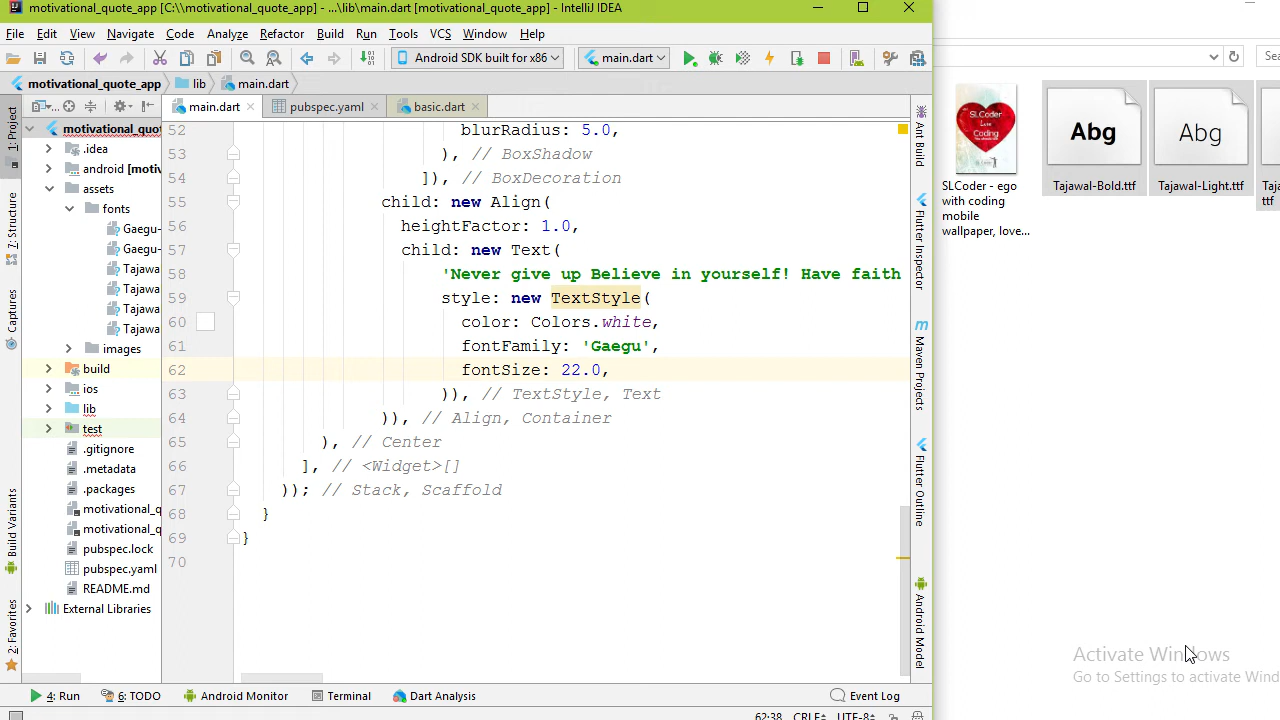 motivational_quote_app [C:\\motivational_quote_app] - ...\lib\main.dart [motivational_quote_app] - IntelliJ IDEA
File Edit View Navigate Code Analyze Refactor Build Run Tools VCS Window Help
Android SDK built for x86 main.dart
motivational_quote_app lib main.dart
1: Project
7: Structure
Captures
Build Variants
2: Favorites
motivational_quot
.idea
android [motiv
assets
fonts
Gaegu-
Gaegu-
Tajawa
Tajawa
Tajawa
Tajawa
images
build
ios
lib
test
.gitignore
.metadata
.packages
motivational_q
motivational_q
pubspec.lock
pubspec.yaml
README.md
External Libraries
main.dart pubspec.yaml basic.dart
52 blurRadius: 5.0,
53 ), // BoxShadow
54 ]), // BoxDecoration
55 child: new Align(
56 heightFactor: 1.0,
57 child: new Text(
58 'Never give up Believe in yourself! Have faith
59 style: new TextStyle(
60 color: Colors.white,
61 fontFamily: 'Gaegu',
62 fontSize: 22.0,
63 )), // TextStyle, Text
64 )), // Align, Container
65 ), // Center
66 ], // <Widget>[]
67 )); // Stack, Scaffold
68 }
69 }
70
Ant Build
Flutter Inspector
m Maven Projects
Flutter Outline
Android Model
4: Run 6: TODO Android Monitor Terminal Dart Analysis Event Log
62:38 CRLF UTF-8
Sea
SLCoder
Love
Coding
SLCoder - ego
with coding
mobile
wallpaper, love...
Abg
Tajawal-Bold.ttf
Abg
Tajawal-Light.ttf
ttf
Activate Windows
Go to Settings to activate Wind